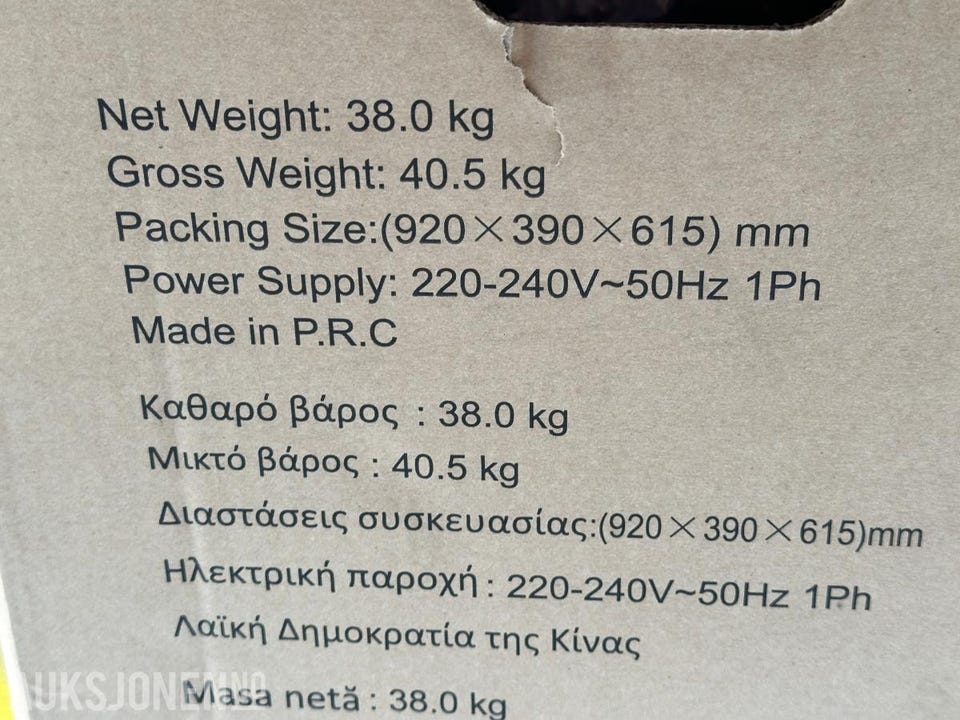 Net Weight: 38.0 kg
Gross Weight: 40.5 kg
Packing Size:(920×390×615) mm
Power Supply: 220-240V~50Hz 1Ph
Made in P.R.C
Καθαρό βάρος : 38.0 kg
Μικτό βάρος : 40.5 kg
Διαστάσεις συσκευασίας:(920×390×615)mm
Ηλεκτρική παροχή : 220-240V~50Hz 1Ph
Λαϊκή Δημοκρατία της Κίνας
Masa netă : 38.0 kg
AUKSJONEN.NO